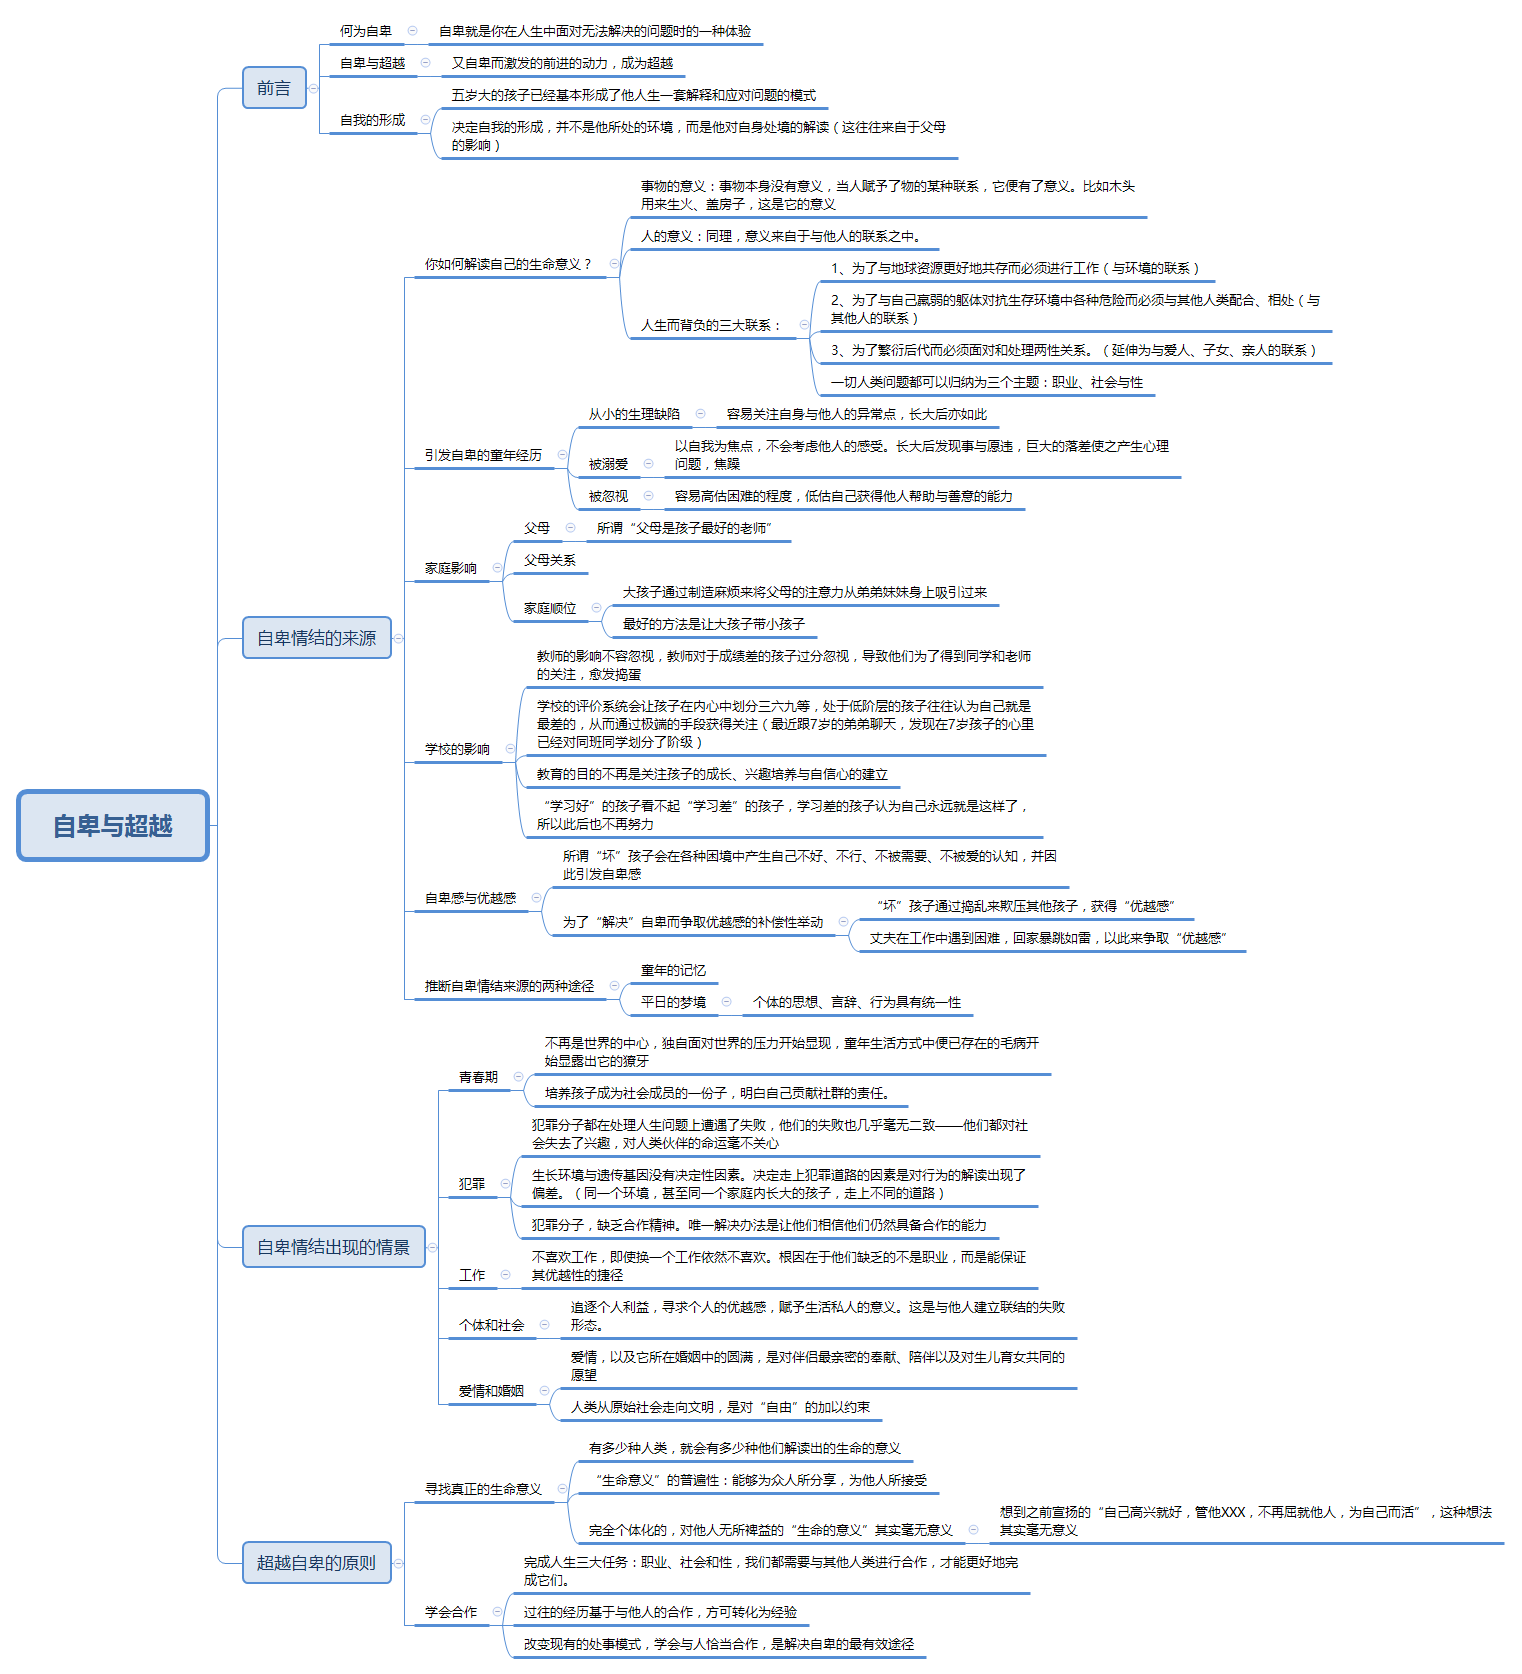 自卑与超越
前言
何为自卑
自卑就是你在人生中面对无法解决的问题时的一种体验
自卑与超越
又自卑而激发的前进的动力，成为超越
自我的形成
五岁大的孩子已经基本形成了他人生一套解释和应对问题的模式
决定自我的形成，并不是他所处的环境，而是他对自身处境的解读（这往往来自于父母
的影响）
自卑情结的来源
你如何解读自己的生命意义？
事物的意义：事物本身没有意义，当人赋予了物的某种联系，它便有了意义。比如木头
用来生火、盖房子，这是它的意义
人的意义：同理，意义来自于与他人的联系之中。
人生而背负的三大联系：
1、为了与地球资源更好地共存而必须进行工作（与环境的联系）
2、为了与自己羸弱的躯体对抗生存环境中各种危险而必须与其他人类配合、相处（与
其他人的联系）
3、为了繁衍后代而必须面对和处理两性关系。（延伸为与爱人、子女、亲人的联系）
一切人类问题都可以归纳为三个主题：职业、社会与性
引发自卑的童年经历
从小的生理缺陷
容易关注自身与他人的异常点，长大后亦如此
被溺爱
以自我为焦点，不会考虑他人的感受。长大后发现事与愿违，巨大的落差使之产生心理
问题，焦躁
被忽视
容易高估困难的程度，低估自己获得他人帮助与善意的能力
家庭影响
父母
所谓“父母是孩子最好的老师”
父母关系
家庭顺位
大孩子通过制造麻烦来将父母的注意力从弟弟妹妹身上吸引过来
最好的方法是让大孩子带小孩子
学校的影响
教师的影响不容忽视，教师对于成绩差的孩子过分忽视，导致他们为了得到同学和老师
的关注，愈发捣蛋
学校的评价系统会让孩子在内心中划分三六九等，处于低阶层的孩子往往认为自己就是
最差的，从而通过极端的手段获得关注（最近跟7岁的弟弟聊天，发现在7岁孩子的心里
已经对同班同学划分了阶级）
教育的目的不再是关注孩子的成长、兴趣培养与自信心的建立
“学习好”的孩子看不起“学习差”的孩子，学习差的孩子认为自己永远就是这样了，
所以此后也不再努力
自卑感与优越感
所谓“坏”孩子会在各种困境中产生自己不好、不行、不被需要、不被爱的认知，并因
此引发自卑感
为了“解决”自卑而争取优越感的补偿性举动
“坏”孩子通过捣乱来欺压其他孩子，获得“优越感”
丈夫在工作中遇到困难，回家暴跳如雷，以此来争取“优越感”
推断自卑情结来源的两种途径
童年的记忆
平日的梦境
个体的思想、言辞、行为具有统一性
自卑情结出现的情景
青春期
不再是世界的中心，独自面对世界的压力开始显现，童年生活方式中便已存在的毛病开
始显露出它的獠牙
培养孩子成为社会成员的一份子，明白自己贡献社群的责任。
犯罪
犯罪分子都在处理人生问题上遭遇了失败，他们的失败也几乎毫无二致——他们都对社
会失去了兴趣，对人类伙伴的命运毫不关心
生长环境与遗传基因没有决定性因素。决定走上犯罪道路的因素是对行为的解读出现了
偏差。（同一个环境，甚至同一个家庭内长大的孩子，走上不同的道路）
犯罪分子，缺乏合作精神。唯一解决办法是让他们相信他们仍然具备合作的能力
工作
不喜欢工作，即使换一个工作依然不喜欢。根因在于他们缺乏的不是职业，而是能保证
其优越性的捷径
个体和社会
追逐个人利益，寻求个人的优越感，赋予生活私人的意义。这是与他人建立联结的失败
形态。
爱情和婚姻
爱情，以及它所在婚姻中的圆满，是对伴侣最亲密的奉献、陪伴以及对生儿育女共同的
愿望
人类从原始社会走向文明，是对“自由”的加以约束
超越自卑的原则
寻找真正的生命意义
有多少种人类，就会有多少种他们解读出的生命的意义
“生命意义”的普遍性：能够为众人所分享，为他人所接受
完全个体化的，对他人无所裨益的“生命的意义”其实毫无意义
想到之前宣扬的“自己高兴就好，管他XXX，不再屈就他人，为自己而活”，这种想法
其实毫无意义
学会合作
完成人生三大任务：职业、社会和性，我们都需要与其他人类进行合作，才能更好地完
成它们。
过往的经历基于与他人的合作，方可转化为经验
改变现有的处事模式，学会与人恰当合作，是解决自卑的最有效途径